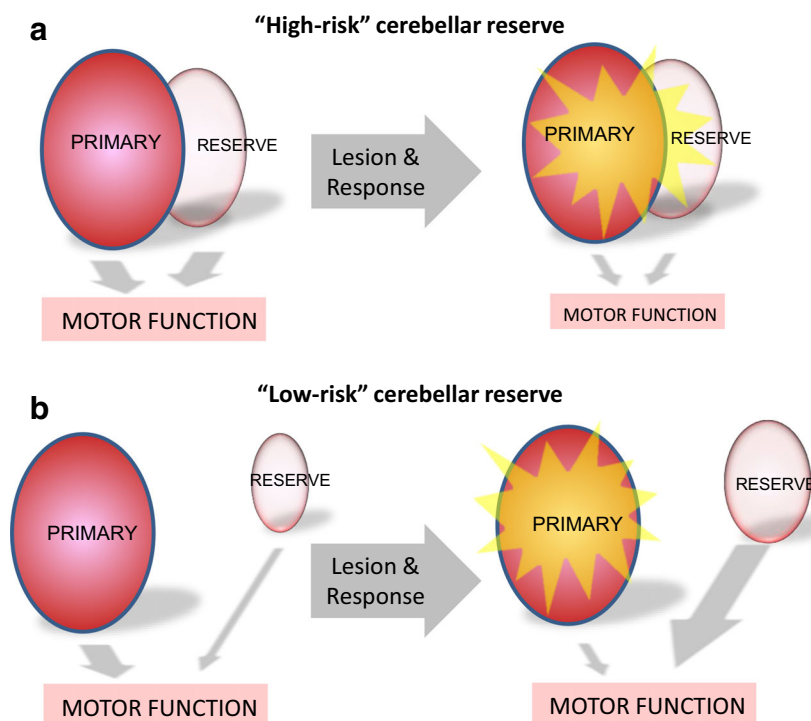 a
“High-risk” cerebellar reserve
PRIMARY
RESERVE
Lesion &
Response
PRIMARY
RESERVE
MOTOR FUNCTION
MOTOR FUNCTION
b
“Low-risk” cerebellar reserve
PRIMARY
RESERVE
Lesion &
Response
PRIMARY
RESERVE
MOTOR FUNCTION
MOTOR FUNCTION